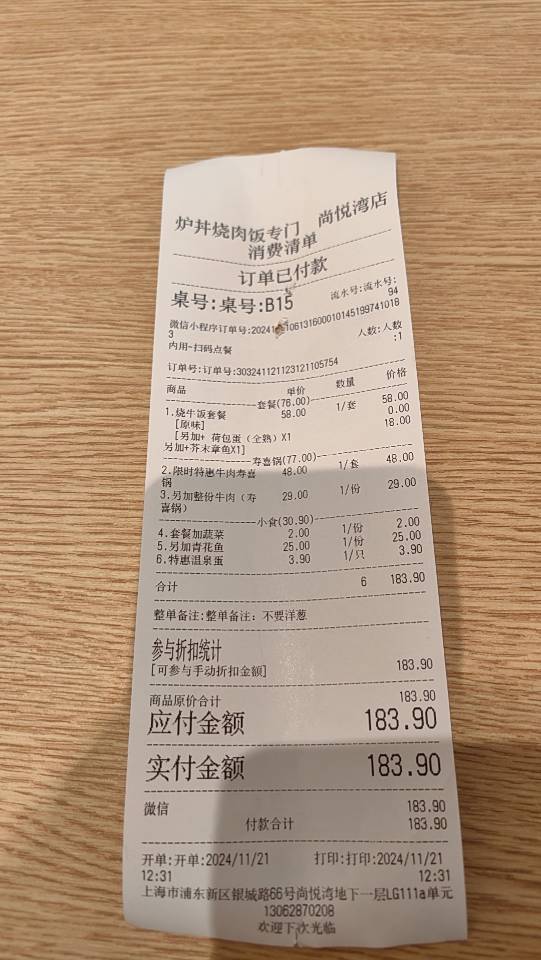 炉丼烧肉饭专门 尚悦湾店
消费清单
订单已付款
桌号:桌号:B15 流水号:流水号:
94
微信小程序订单号:20241 106131600010145199741018
3 人数:人数
:1
内用-扫码点餐
订单号:订单号:303241121123121105754
商品 单价 数量 价格
套餐(76.00)
1.烧牛饭套餐 58.00 1/套 58.00
[原味] 0.00
[另加+ 荷包蛋(全熟)X1 18.00
另加+芥末章鱼X1]
寿喜锅(77.00)
2.限时特惠牛肉寿喜 48.00 1/套 48.00
锅
3.另加整份牛肉(寿 29.00 1/份 29.00
喜锅)
小食(30.90)
4.套餐加蔬菜 2.00 1/份 2.00
5.另加青花鱼 25.00 1/份 25.00
6.特惠温泉蛋 3.90 1/只 3.90
合计 6 183.90
整单备注:整单备注: 不要洋葱
参与折扣统计
[可参与手动折扣金额] 183.90
商品原价合计 183.90
应付金额 183.90
实付金额 183.90
微信 183.90
付款合计 183.90
开单:开单:2024/11/21 打印:打印:2024/11/21
12:31 12:31
上海市浦东新区银城路66号尚悦湾地下一层LG111a单元
13062870208
欢迎下次光临